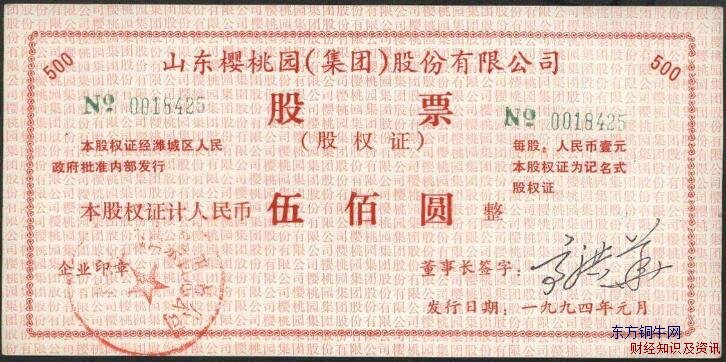 500
山东樱桃园(集团)股份有限公司
500
No 0018425
股票
No 0018425
(股权证)
本股权证经潍城区人民
政府批准内部发行
每股。人民币壹元
本股权证为记名式
股权证
本股权证计人民币 伍佰圆 整
企业印章
董事长签字:
发行日期:一九九四年元月
东方铜牛网
财经知识及资讯